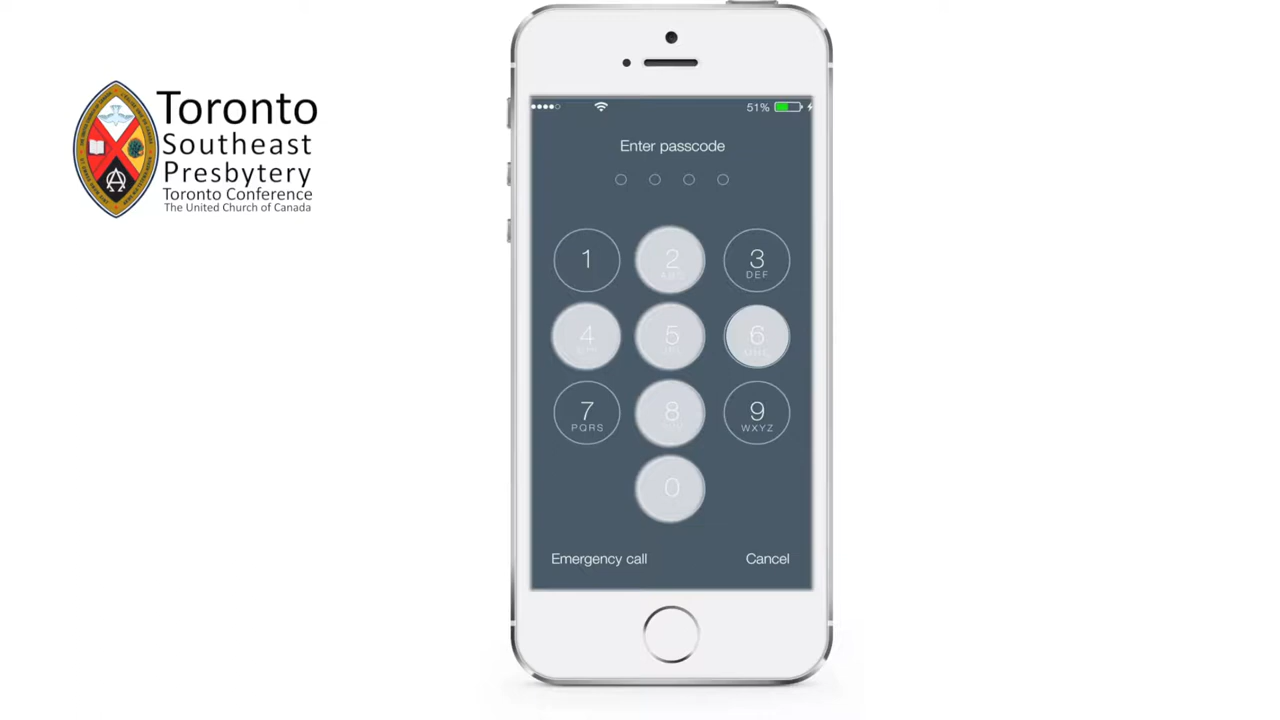 Toronto
Southeast
Presbytery
Toronto Conference
The United Church of Canada
51%
Enter passcode
1 2 3
DEF
4 5 6
7 8 9
PQRS WXYZ
0
Emergency call Cancel